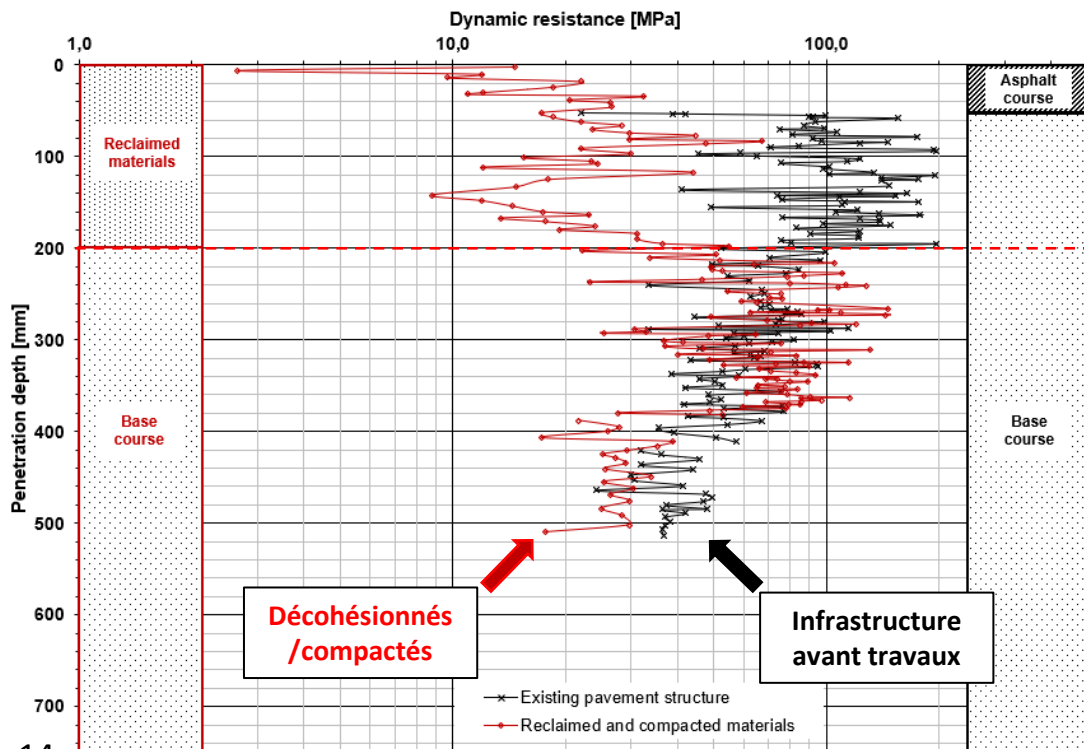 Dynamic resistance [MPa]
1,0
10,0
100,0
0
100
200
300
400
500
600
700
Penetration depth [mm]
Reclaimed
materials
Base
course
Asphalt
course
Base
course
Décohésionnés
/compactés
Infrastructure
avant travaux
Existing pavement structure
Reclaimed and compacted materials